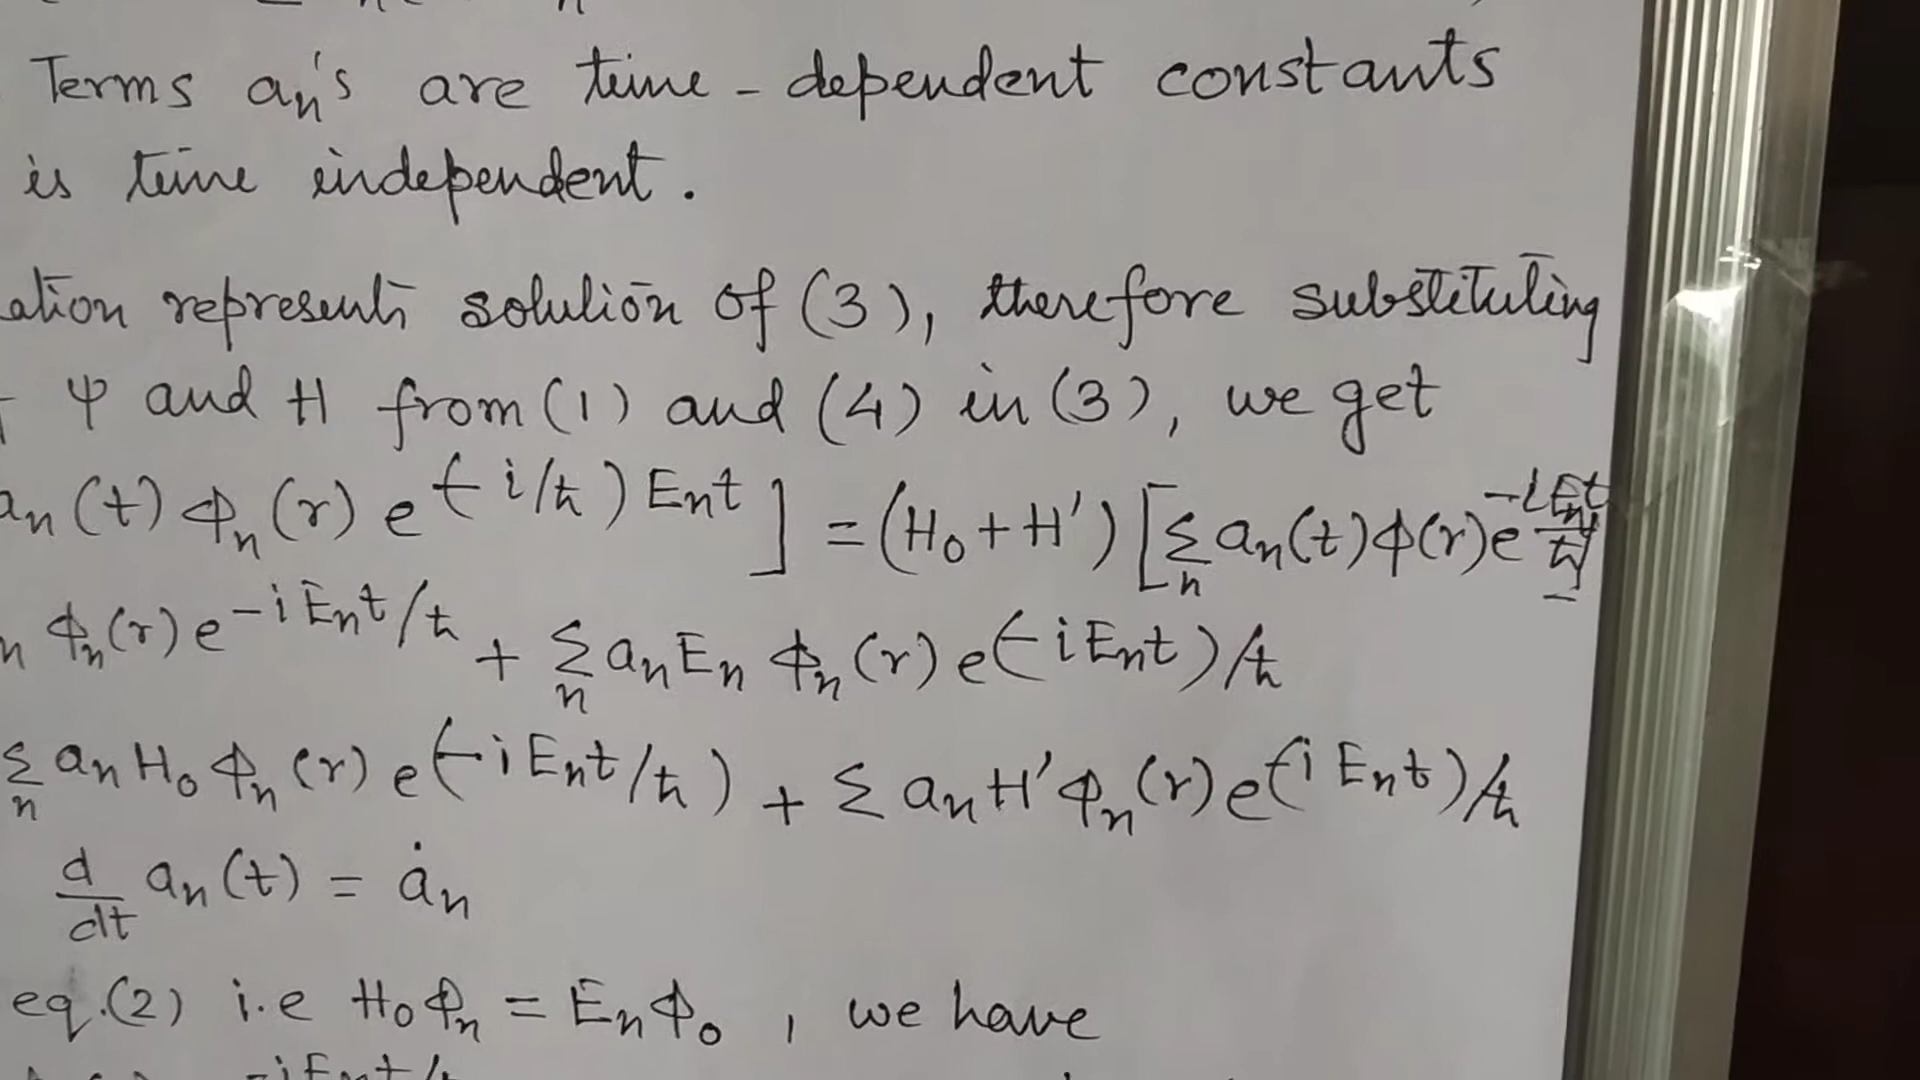 Terms aₙ's are time-dependent constants
is time independent.
ation represents solution of (3), therefore substituting
ψ and H from (1) and (4) in (3), we get
aₙ(t) ϕₙ(r) e^(-i/ħ)Eₙt ] = (H₀+H') [Σₙ aₙ(t) ϕ(r) e^-iEₙt/ħ]
n ϕₙ(r) e^-iEₙt/ħ + Σₙ aₙEₙ ϕₙ(r) e^(-iEₙt)/ħ
Σₙ aₙ H₀ ϕₙ(r) e^(-iEₙt/ħ) + Σ aₙ H' ϕₙ(r) e^(-iEₙt)/ħ
d/dt aₙ(t) = ȧₙ
eq.(2) i.e H₀ϕₙ = Eₙϕ₀, we have
-iEₙt/